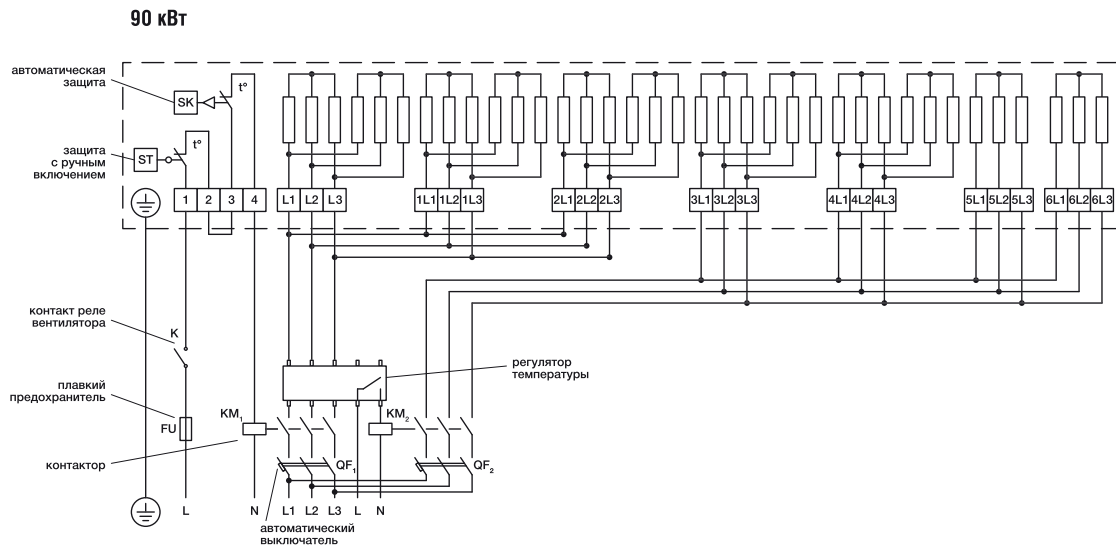 90 кВт
автоматическая
защита
SK
t°
защита
с ручным
включением
ST
t°
1 2 3 4
L1 L2 L3
1L1 1L2 1L3
2L1 2L2 2L3
3L1 3L2 3L3
4L1 4L2 4L3
5L1 5L2 5L3
6L1 6L2 6L3
контакт реле
вентилятора
K
регулятор
температуры
плавкий
предохранитель
FU
KM1
KM2
контактор
QF1
QF2
L N L1 L2 L3 L N
автоматический
выключатель